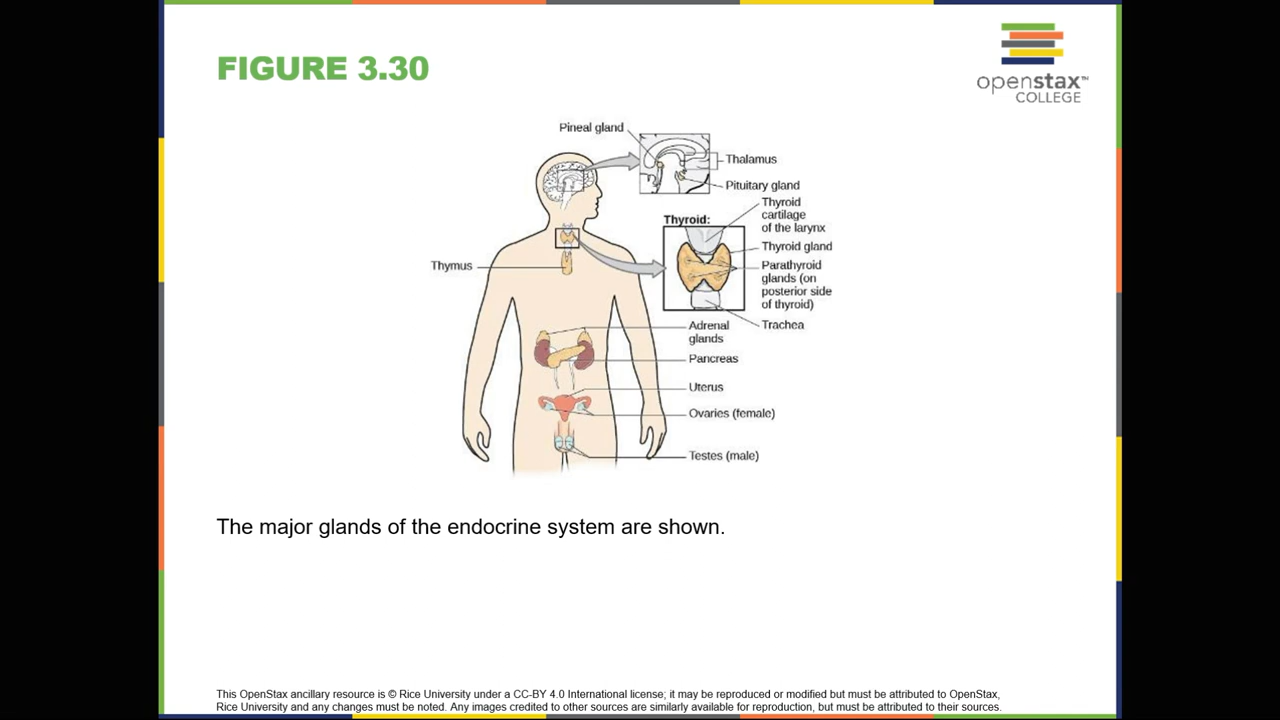 FIGURE 3.30
openstax™
COLLEGE
Pineal gland
Thalamus
Pituitary gland
Thyroid
cartilage
of the larynx
Thyroid:
Thyroid gland
Parathyroid
glands (on
posterior side
of thyroid)
Trachea
Thymus
Adrenal
glands
Pancreas
Uterus
Ovaries (female)
Testes (male)
The major glands of the endocrine system are shown.
This OpenStax ancillary resource is © Rice University under a CC-BY 4.0 International license; it may be reproduced or modified but must be attributed to OpenStax,
Rice University and any changes must be noted. Any images credited to other sources are similarly available for reproduction, but must be attributed to their sources.